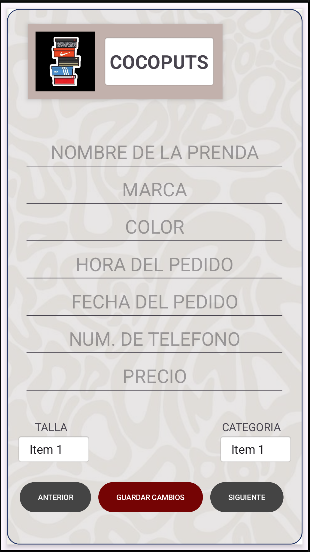 COCOPUTS
NOMBRE DE LA PRENDA
MARCA
COLOR
HORA DEL PEDIDO
FECHA DEL PEDIDO
NUM. DE TELEFONO
PRECIO
TALLA CATEGORIA
Item 1 Item 1
ANTERIOR GUARDAR CAMBIOS SIGUIENTE